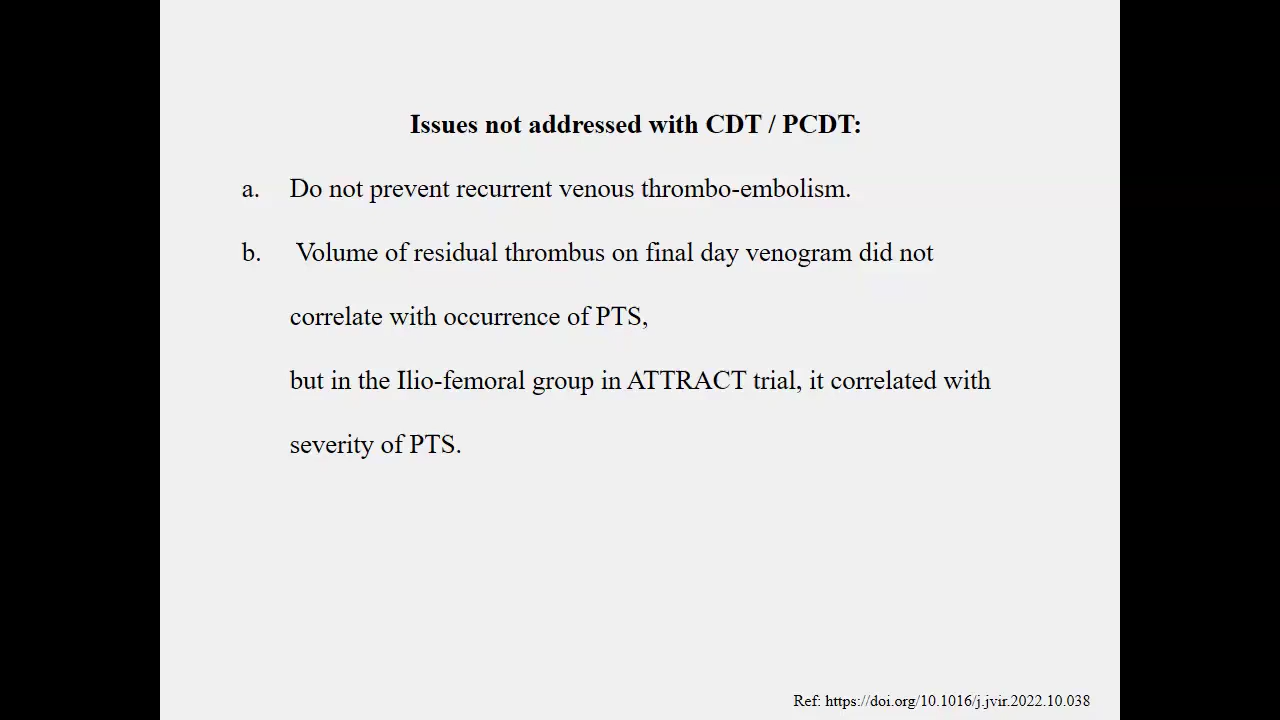 Issues not addressed with CDT / PCDT:
a. Do not prevent recurrent venous thrombo-embolism.
b. Volume of residual thrombus on final day venogram did not
correlate with occurrence of PTS,
but in the Ilio-femoral group in ATTRACT trial, it correlated with
severity of PTS.
Ref: https://doi.org/10.1016/j.jvir.2022.10.038